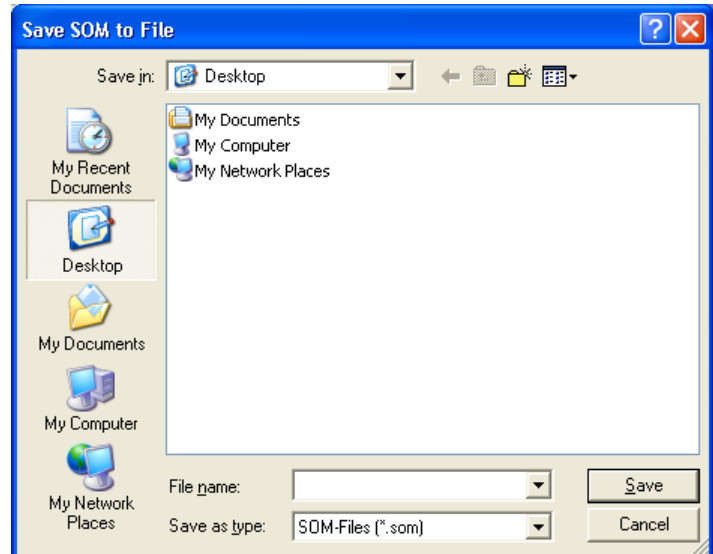 Save SOM to File
Save in:
Desktop
My Documents
My Computer
My Network Places
My Recent
Documents
Desktop
My Documents
My Computer
My Network
Places
File name:
Save
Save as type:
SOM-Files (*.som)
Cancel